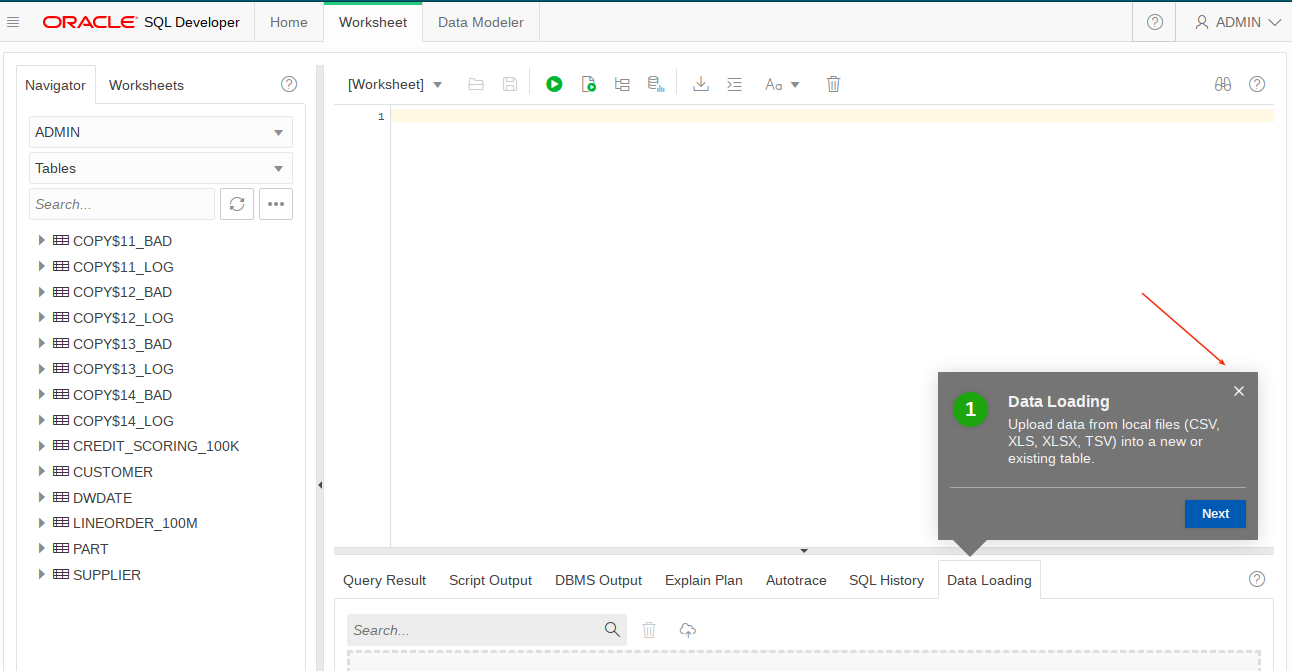 ORACLE SQL Developer
Home
Worksheet
Data Modeler
ADMIN
Navigator
Worksheets
ADMIN
Tables
Search...
COPY$11_BAD
COPY$11_LOG
COPY$12_BAD
COPY$12_LOG
COPY$13_BAD
COPY$13_LOG
COPY$14_BAD
COPY$14_LOG
CREDIT_SCORING_100K
CUSTOMER
DWDATE
LINEORDER_100M
PART
SUPPLIER
[Worksheet]
Aa
1
1
Data Loading
Upload data from local files (CSV,
XLS, XLSX, TSV) into a new or
existing table.
Next
Query Result
Script Output
DBMS Output
Explain Plan
Autotrace
SQL History
Data Loading
Search...